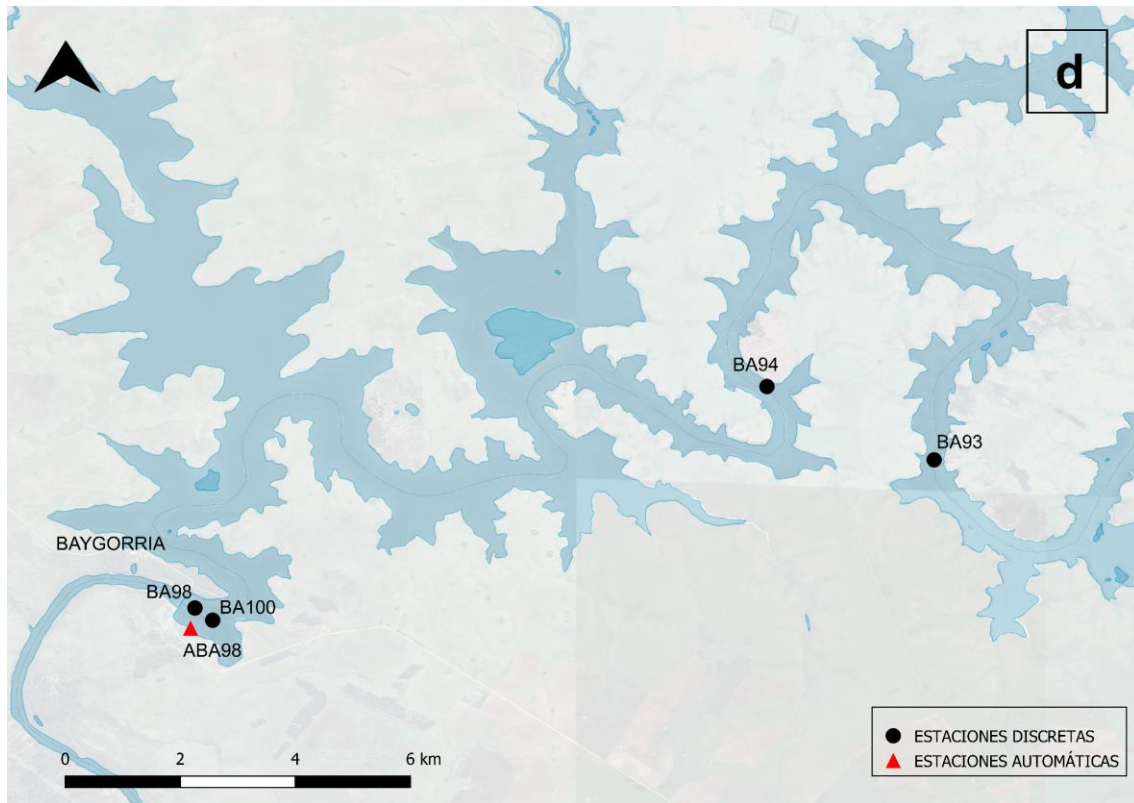 d
BA94
BA93
BAYGORRIA
BA98
BA100
ABA98
0 2 4 6 km
ESTACIONES DISCRETAS
ESTACIONES AUTOMÁTICAS